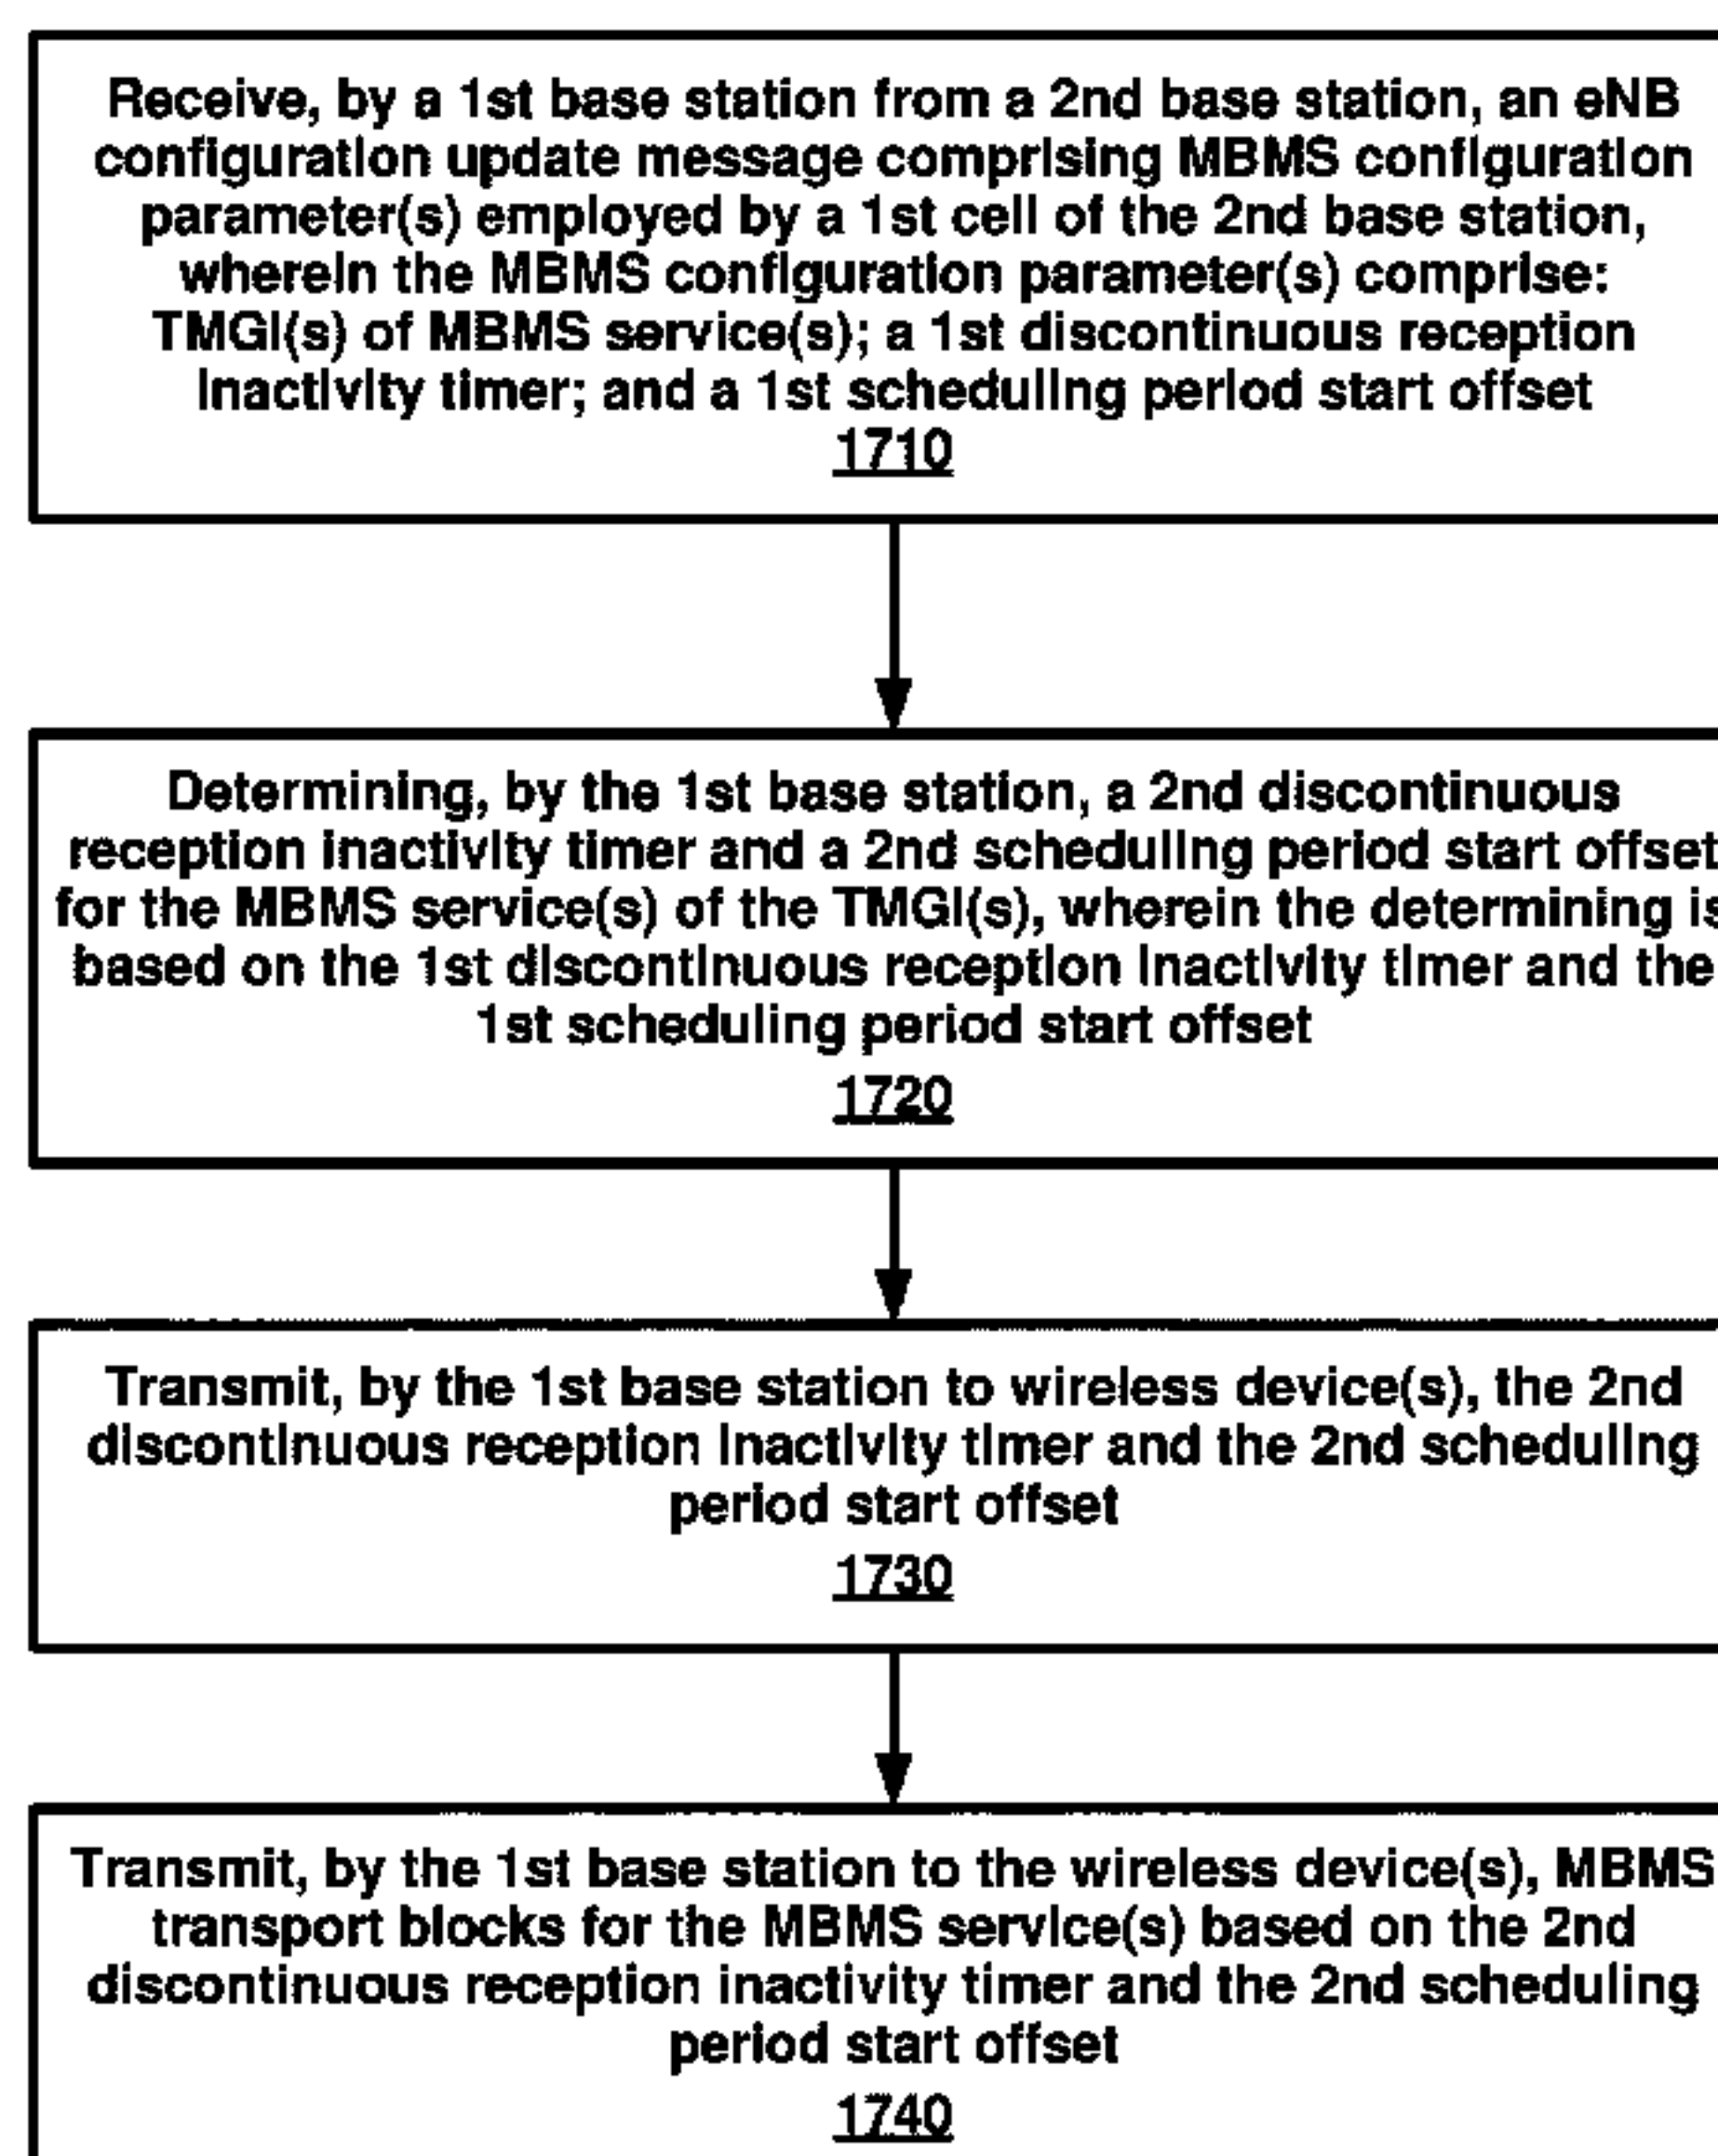 Receive, by a 1st base station from a 2nd base station, an eNB
configuration update message comprising MBMS configuration
parameter(s) employed by a 1st cell of the 2nd base station,
wherein the MBMS configuration parameter(s) comprise:
TMGI(s) of MBMS service(s); a 1st discontinuous reception
inactivity timer; and a 1st scheduling period start offset
1710
Determining, by the 1st base station, a 2nd discontinuous
reception inactivity timer and a 2nd scheduling period start offset
for the MBMS service(s) of the TMGI(s), wherein the determining is
based on the 1st discontinuous reception inactivity timer and the
1st scheduling period start offset
1720
Transmit, by the 1st base station to wireless device(s), the 2nd
discontinuous reception inactivity timer and the 2nd scheduling
period start offset
1730
Transmit, by the 1st base station to the wireless device(s), MBMS
transport blocks for the MBMS service(s) based on the 2nd
discontinuous reception inactivity timer and the 2nd scheduling
period start offset
1740